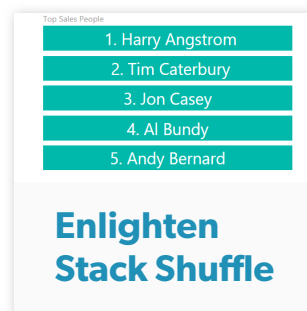 Top Sales People
1. Harry Angstrom
2. Tim Caterbury
3. Jon Casey
4. Al Bundy
5. Andy Bernard
Enlighten
Stack Shuffle